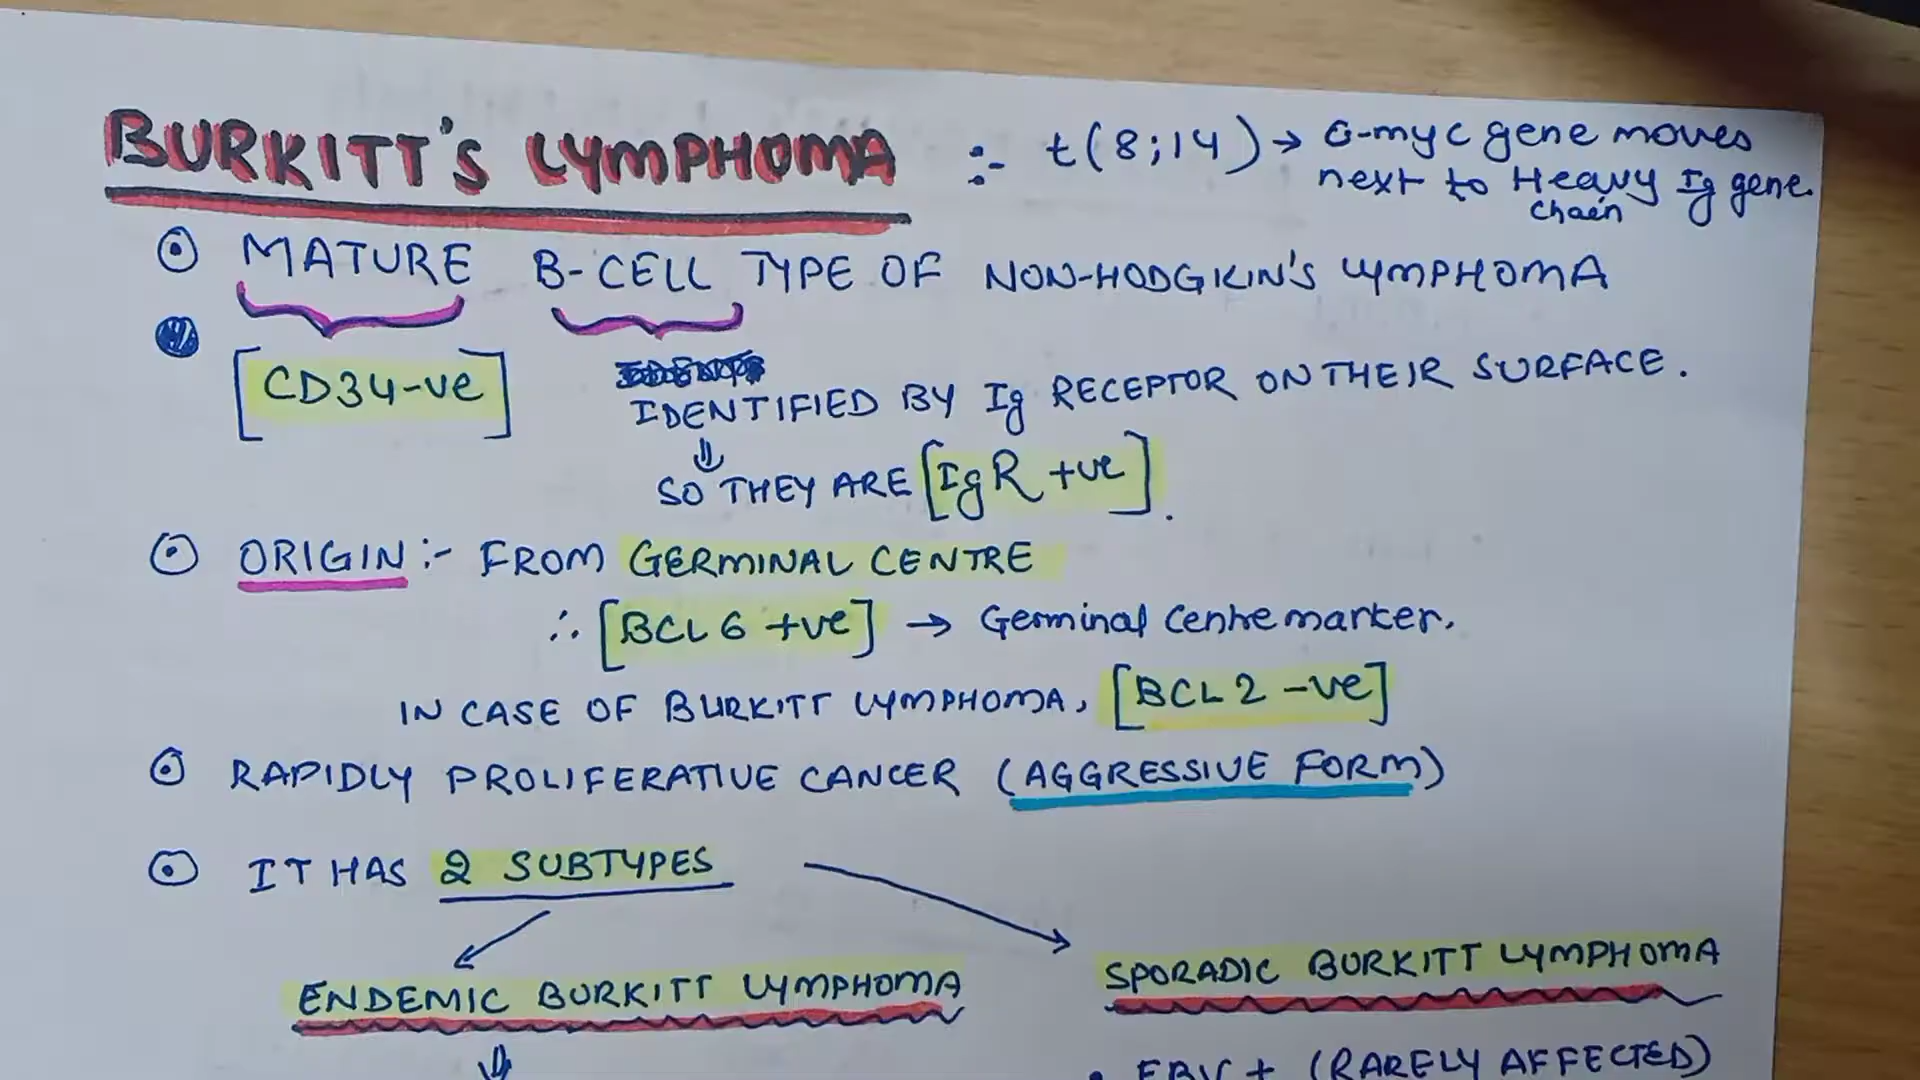 BURKITT'S LYMPHOMA :- t(8;14) → C-myc gene moves
next to Heavy Ig gene.
chain
MATURE B-CELL TYPE OF NON-HODGKIN'S LYMPHOMA
[CD34-ve]
IDENTIFIED BY Ig RECEPTOR ON THEIR SURFACE.
⇓
SO THEY ARE [IgR +ve].
ORIGIN :- FROM GERMINAL CENTRE
∴ [BCL 6 +ve] → Germinal Centre marker.
IN CASE OF BURKITT LYMPHOMA, [BCL 2 -ve]
RAPIDLY PROLIFERATIVE CANCER (AGGRESSIVE FORM)
IT HAS 2 SUBTYPES
ENDEMIC BURKITT LYMPHOMA
SPORADIC BURKITT LYMPHOMA
• EBV + (RARELY AFFECTED)